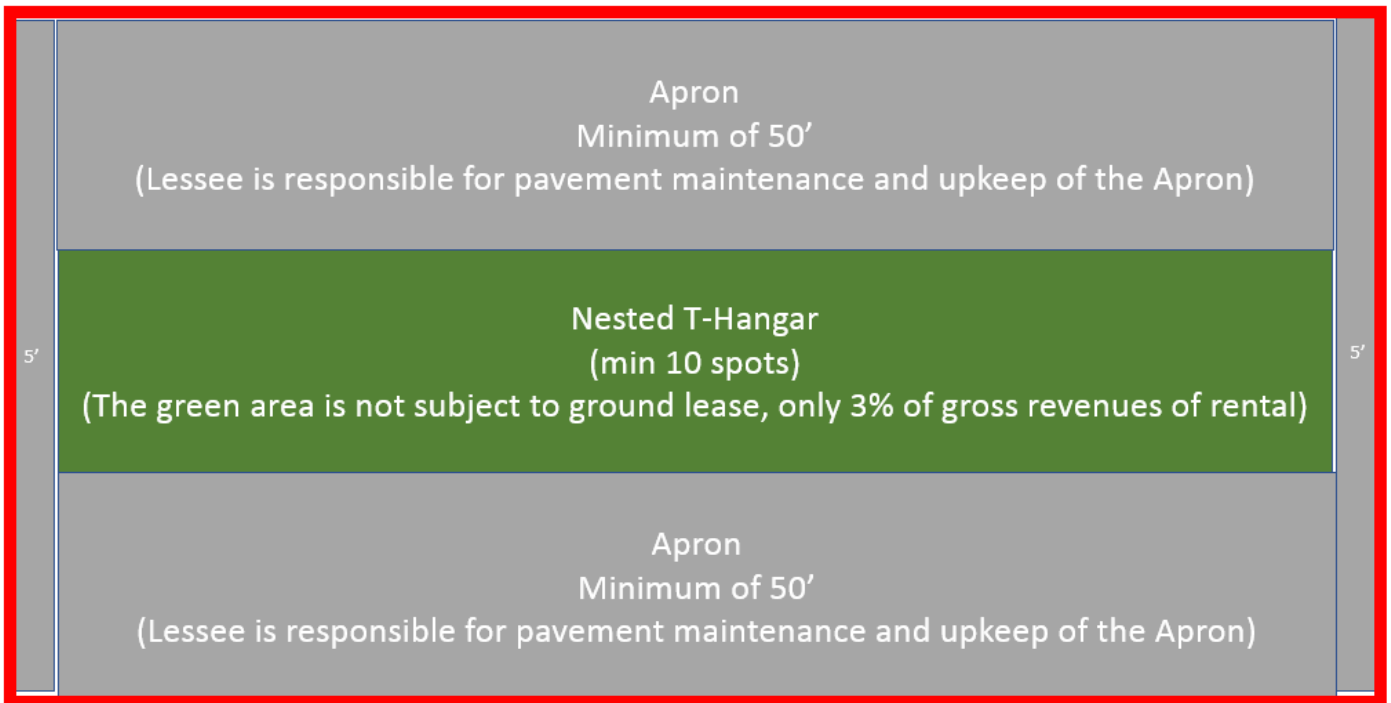 Apron
Minimum of 50’
(Lessee is responsible for pavement maintenance and upkeep of the Apron)
5’
Nested T-Hangar
(min 10 spots)
(The green area is not subject to ground lease, only 3% of gross revenues of rental)
5’
Apron
Minimum of 50’
(Lessee is responsible for pavement maintenance and upkeep of the Apron)